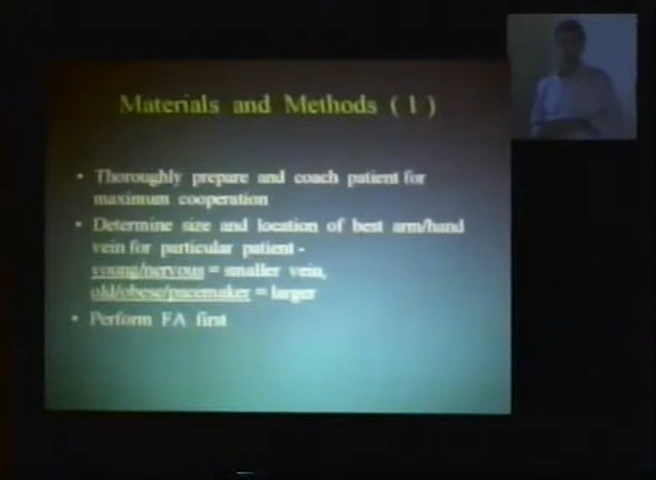 Materials and Methods ( 1 )
• Thoroughly prepare and coach patient for
maximum cooperation
• Determine size and location of best arm/hand
vein for particular patient -
young/nervous = smaller vein,
old/obese/pacemaker = larger
• Perform FA first